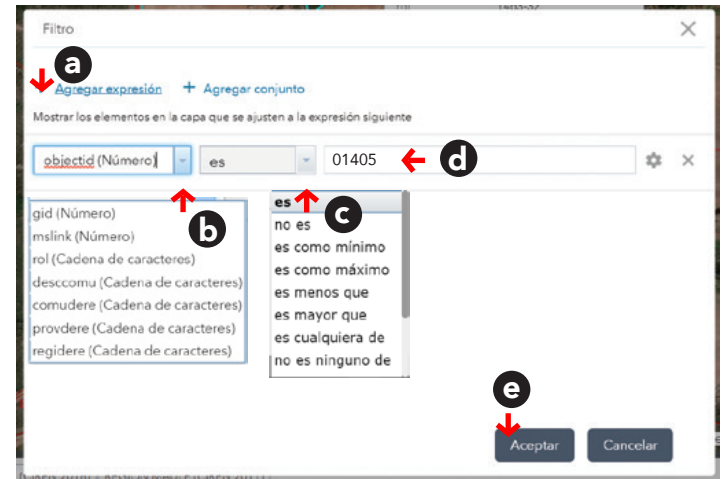 1403-32
Filtro
a
Agregar expresión + Agregar conjunto
Mostrar los elementos en la capa que se ajusten a la expresión siguiente
objectid (Número) es 01405 d
b
c
gid (Número)
mslink (Número)
rol (Cadena de caracteres)
desccomu (Cadena de caracteres)
comudere (Cadena de caracteres)
provdere (Cadena de caracteres)
regidere (Cadena de caracteres)
es
no es
es como mínimo
es como máximo
es menos que
es mayor que
es cualquiera de
no es ninguno de
e
Aceptar Cancelar